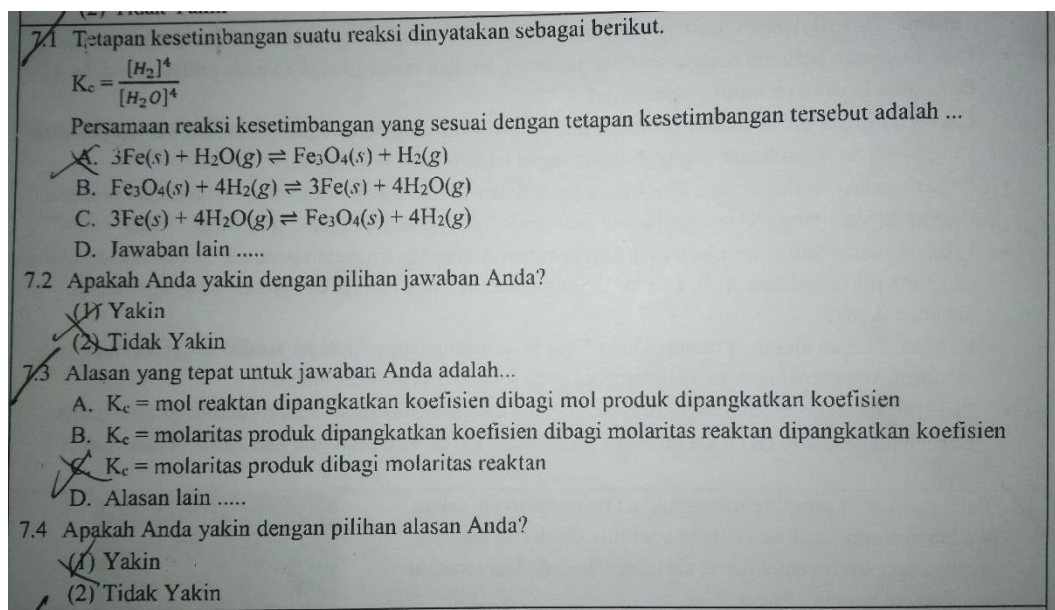 7.1 Tetapan kesetimbangan suatu reaksi dinyatakan sebagai berikut.
K_c = [H₂]⁴ / [H₂O]⁴
Persamaan reaksi kesetimbangan yang sesuai dengan tetapan kesetimbangan tersebut adalah ...
A. 3Fe(s) + H₂O(g) ⇌ Fe₃O₄(s) + H₂(g)
B. Fe₃O₄(s) + 4H₂(g) ⇌ 3Fe(s) + 4H₂O(g)
C. 3Fe(s) + 4H₂O(g) ⇌ Fe₃O₄(s) + 4H₂(g)
D. Jawaban lain .....
7.2 Apakah Anda yakin dengan pilihan jawaban Anda?
(1) Yakin
(2) Tidak Yakin
7.3 Alasan yang tepat untuk jawaban Anda adalah...
A. K_c = mol reaktan dipangkatkan koefisien dibagi mol produk dipangkatkan koefisien
B. K_c = molaritas produk dipangkatkan koefisien dibagi molaritas reaktan dipangkatkan koefisien
C. K_c = molaritas produk dibagi molaritas reaktan
D. Alasan lain .....
7.4 Apakah Anda yakin dengan pilihan alasan Anda?
(1) Yakin
(2) Tidak Yakin